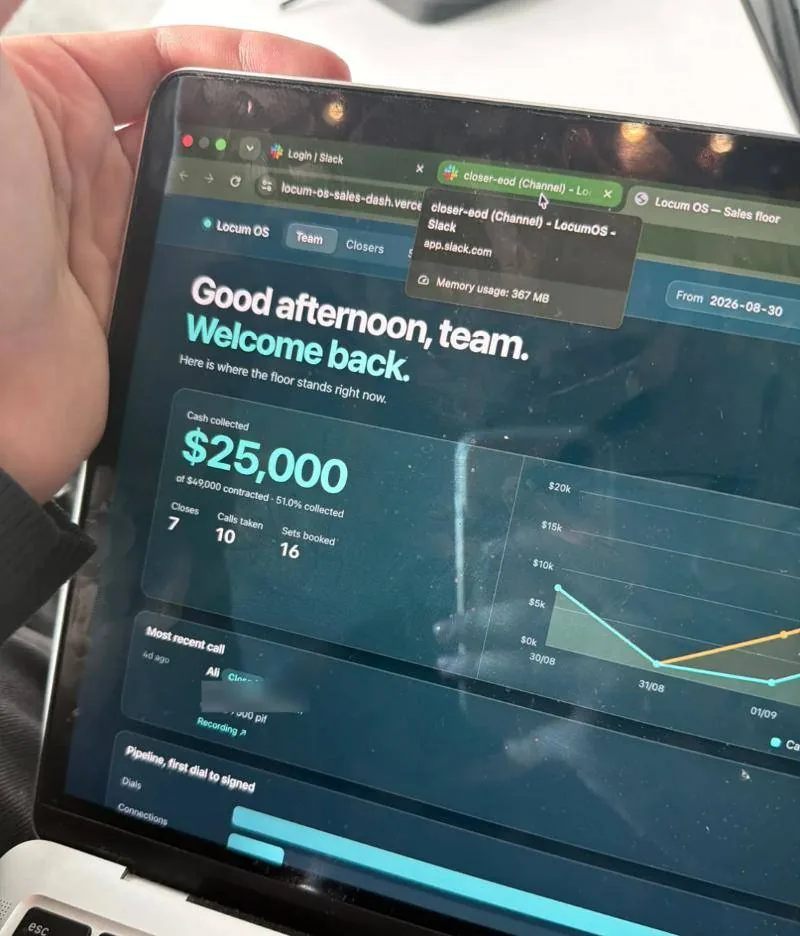 Login | Slack
closer-eod (Channel) - Lo
Locum OS — Sales floor
locum-os-sales-dash.verce
closer-eod (Channel) - LocumOS -
Slack
app.slack.com
Memory usage: 367 MB
Locum OS
Team
Closers
From 2026-08-30
Good afternoon, team.
Welcome back.
Here is where the floor stands right now.
Cash collected
$25,000
of $49,000 contracted · 51.0% collected
Closes
Calls taken
Sets booked
7
10
16
$20k
$15k
$10k
$5k
$0k
30/08
31/08
01/09
Ca
Most recent call
4d ago
Ali
pif
Recording ↗
Pipeline, first dial to signed
Dials
Connections
esc